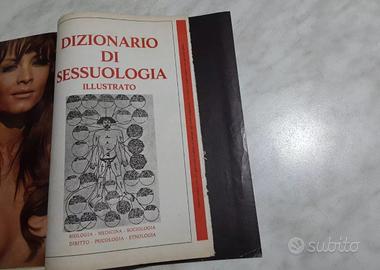 DIZIONARIO
DI
SESSUOLOGIA
ILLUSTRATO
BIOLOGIA - MEDICINA - SOCIOLOGIA
DIRITTO - PSICOLOGIA - ETNOLOGIA
subito